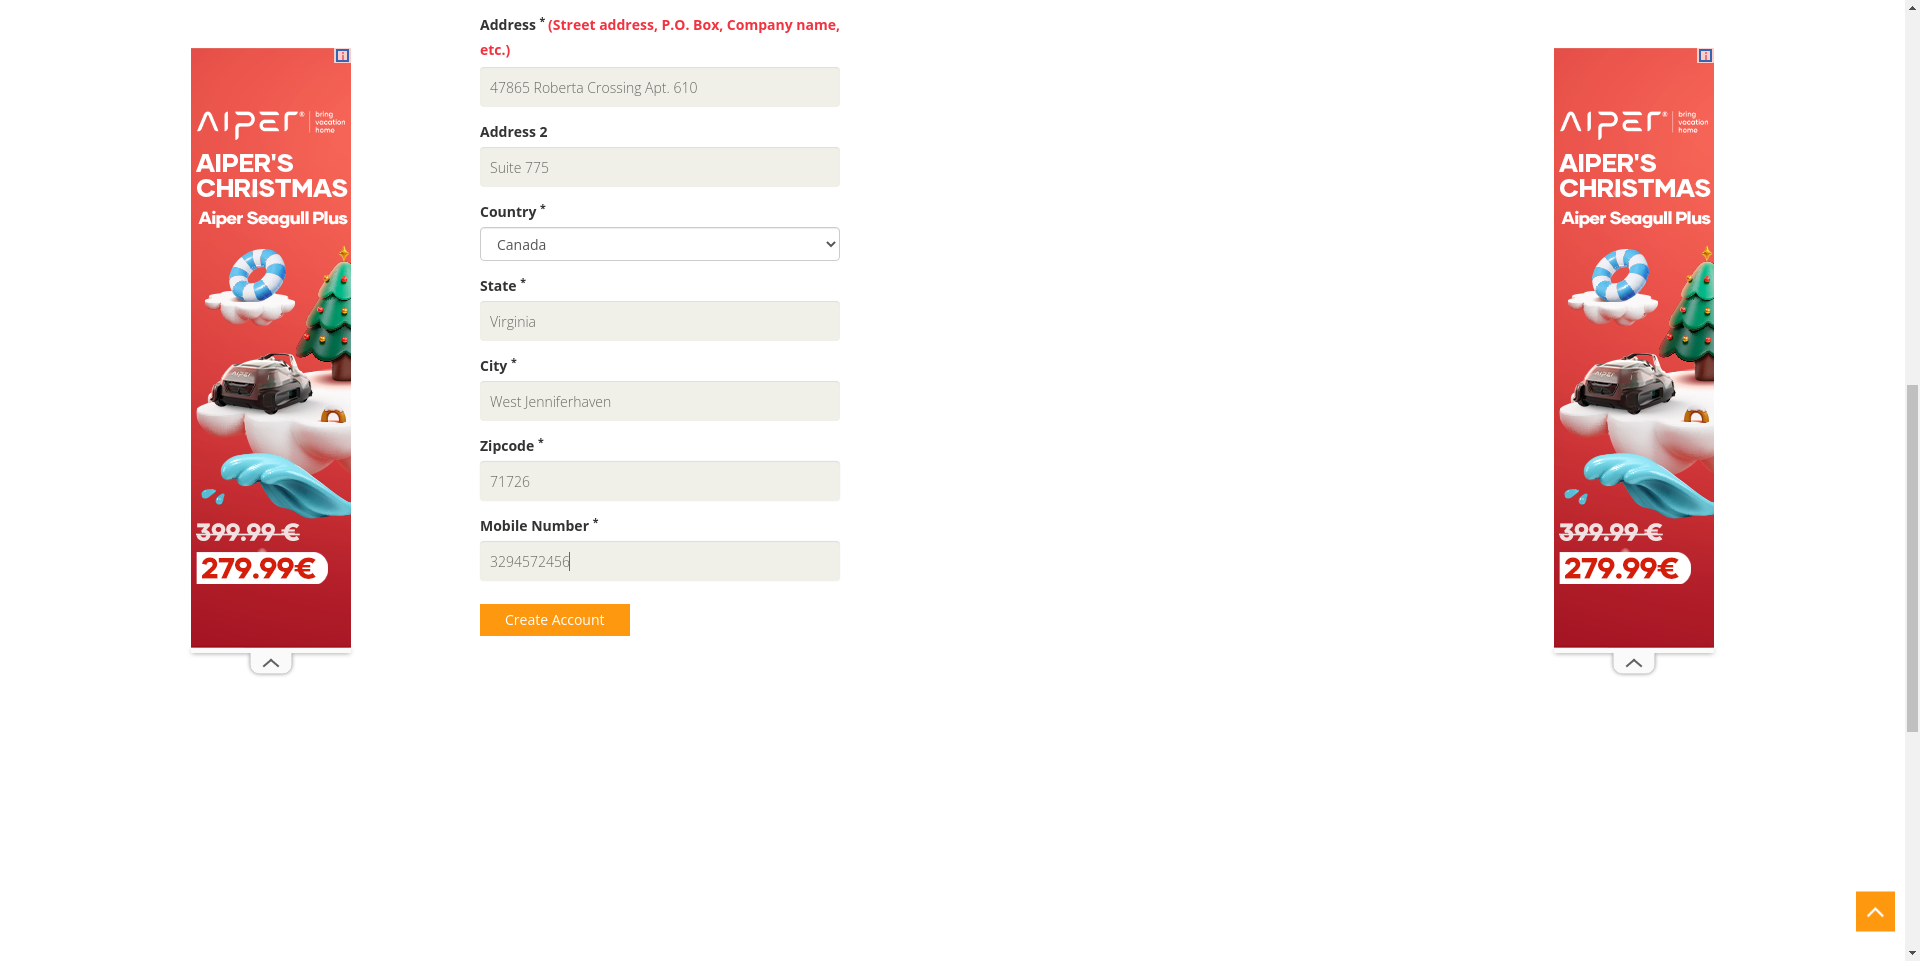 Address * (Street address, P.O. Box, Company name,
etc.)
47865 Roberta Crossing Apt. 610
Address 2
Suite 775
Country *
Canada
State *
Virginia
City *
West Jenniferhaven
Zipcode *
71726
Mobile Number *
3294572456
Create Account
AIPER® bring
vacation
home
AIPER'S
CHRISTMAS
Aiper Seagull Plus
AIPER
399.99 €
279.99€
AIPER® bring
vacation
home
AIPER'S
CHRISTMAS
Aiper Seagull Plus
AIPER
399.99 €
279.99€